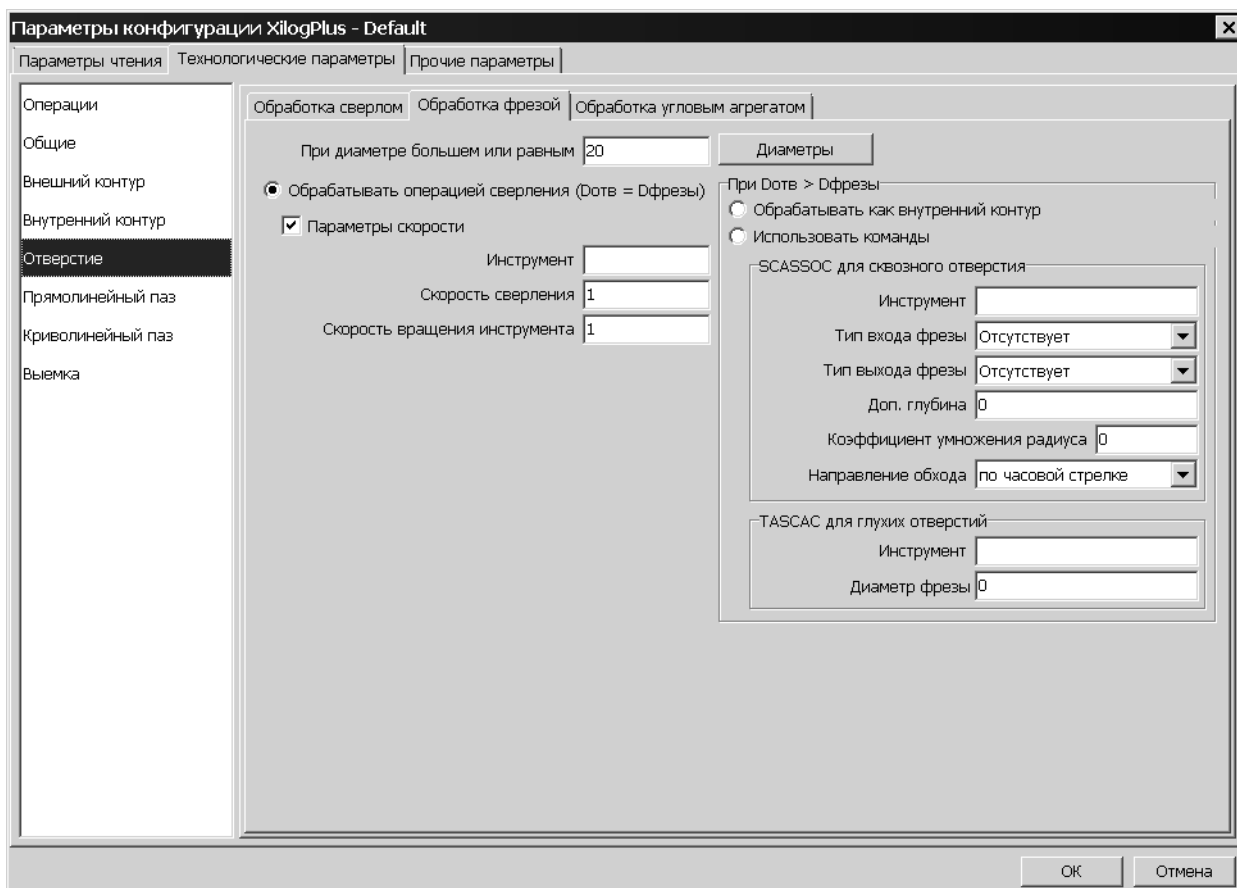 Параметры конфигурации XilogPlus - Default
Параметры чтения
Технологические параметры
Прочие параметры
Операции
Общие
Внешний контур
Внутренний контур
Отверстие
Прямолинейный паз
Криволинейный паз
Выемка
Обработка сверлом
Обработка фрезой
Обработка угловым агрегатом
При диаметре большем или равным 20
Диаметры
Обрабатывать операцией сверления (Dотв = Dфрезы)
Параметры скорости
Инструмент
Скорость сверления 1
Скорость вращения инструмента 1
При Dотв > Dфрезы
Обрабатывать как внутренний контур
Использовать команды
SCASSOC для сквозного отверстия
Инструмент
Тип входа фрезы Отсутствует
Тип выхода фрезы Отсутствует
Доп. глубина 0
Коэффициент умножения радиуса 0
Направление обхода по часовой стрелке
TASCAC для глухих отверстий
Инструмент
Диаметр фрезы 0
ОК
Отмена